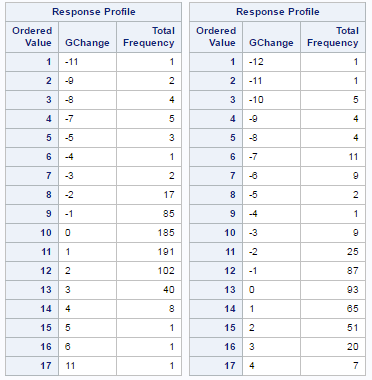 Response Profile
Ordered Value GChange Total Frequency
1 -11 1
2 -9 2
3 -8 4
4 -7 5
5 -5 3
6 -4 1
7 -3 2
8 -2 17
9 -1 85
10 0 185
11 1 191
12 2 102
13 3 40
14 4 8
15 5 1
16 6 1
17 11 1
Response Profile
Ordered Value GChange Total Frequency
1 -12 1
2 -11 1
3 -10 5
4 -9 4
5 -8 4
6 -7 11
7 -6 9
8 -5 2
9 -4 1
10 -3 9
11 -2 25
12 -1 87
13 0 93
14 1 65
15 2 51
16 3 20
17 4 7